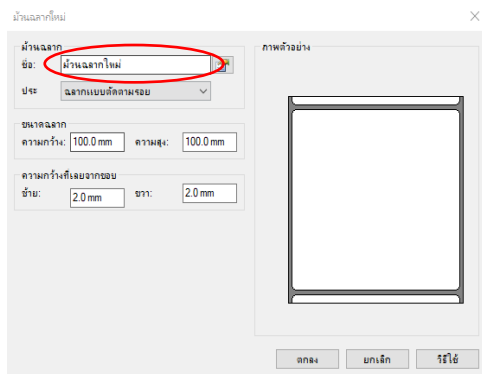 ม้วนฉลากใหม่
ม้วนฉลาก
ชื่อ: ม้วนฉลากใหม่
ประ ฉลากแบบตัดตามรอย
ขนาดฉลาก
ความกว้าง: 100.0 mm ความสูง: 100.0 mm
ความกว้างที่เลยจากขอบ
ซ้าย: 2.0 mm ขวา: 2.0 mm
ภาพตัวอย่าง
ตกลง ยกเลิก วิธีใช้